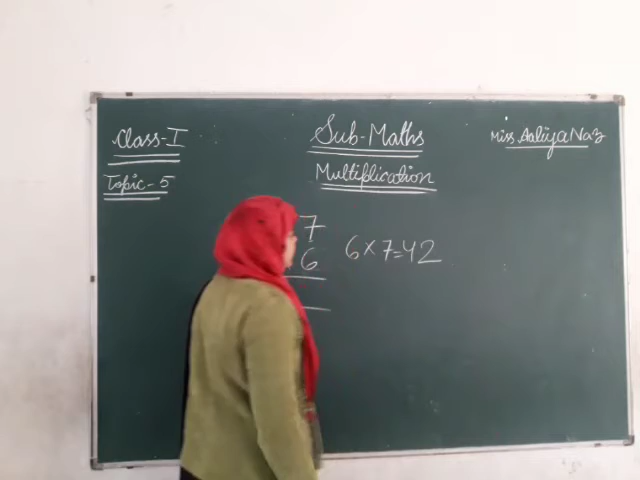 Class-I
Sub-Maths
Miss Aaliya Naz
Topic-5
Multiplication
7
6
6×7=42